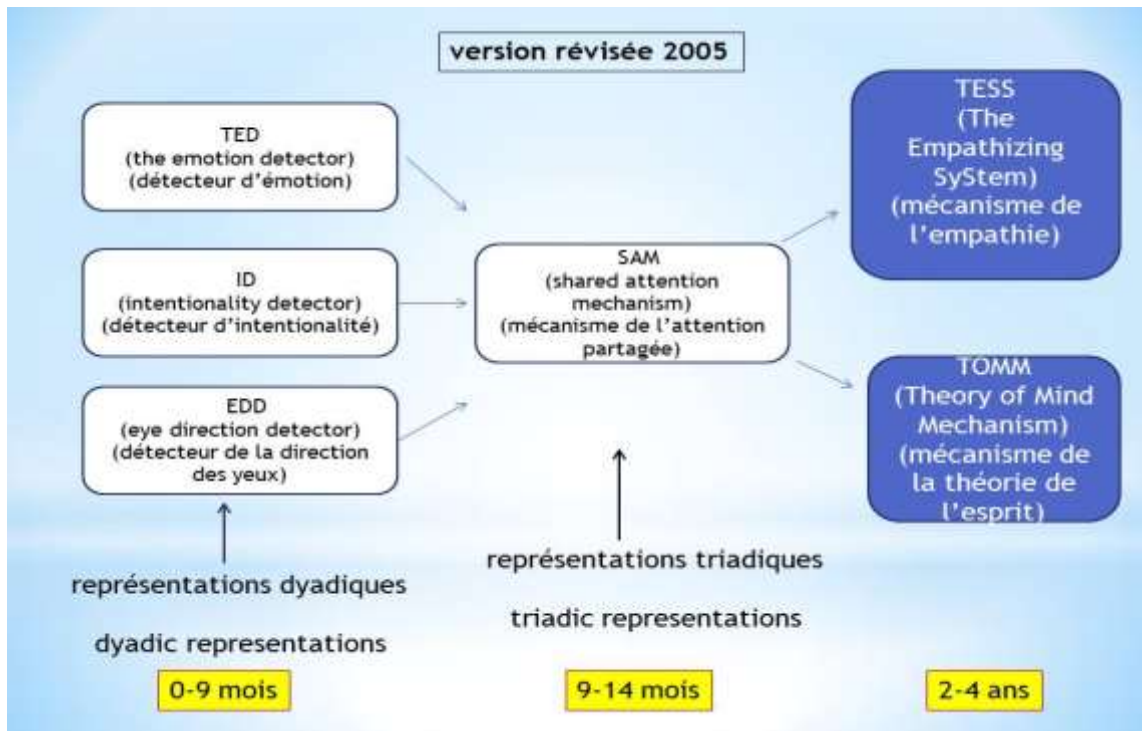 version révisée 2005
TED
(the emotion detector)
(détecteur d'émotion)
ID
(intentionality detector)
(détecteur d'intentionalité)
EDD
(eye direction detector)
(détecteur de la direction
des yeux)
représentations dyadiques
dyadic representations
0-9 mois
SAM
(shared attention
mechanism)
(mécanisme de l'attention
partagée)
représentations triadiques
triadic representations
9-14 mois
TESS
(The
Empathizing
SyStem)
(mécanisme de
l'empathie)
TOMM
(Theory of Mind
Mechanism)
(mécanisme de
la théorie de
l'esprit)
2-4 ans